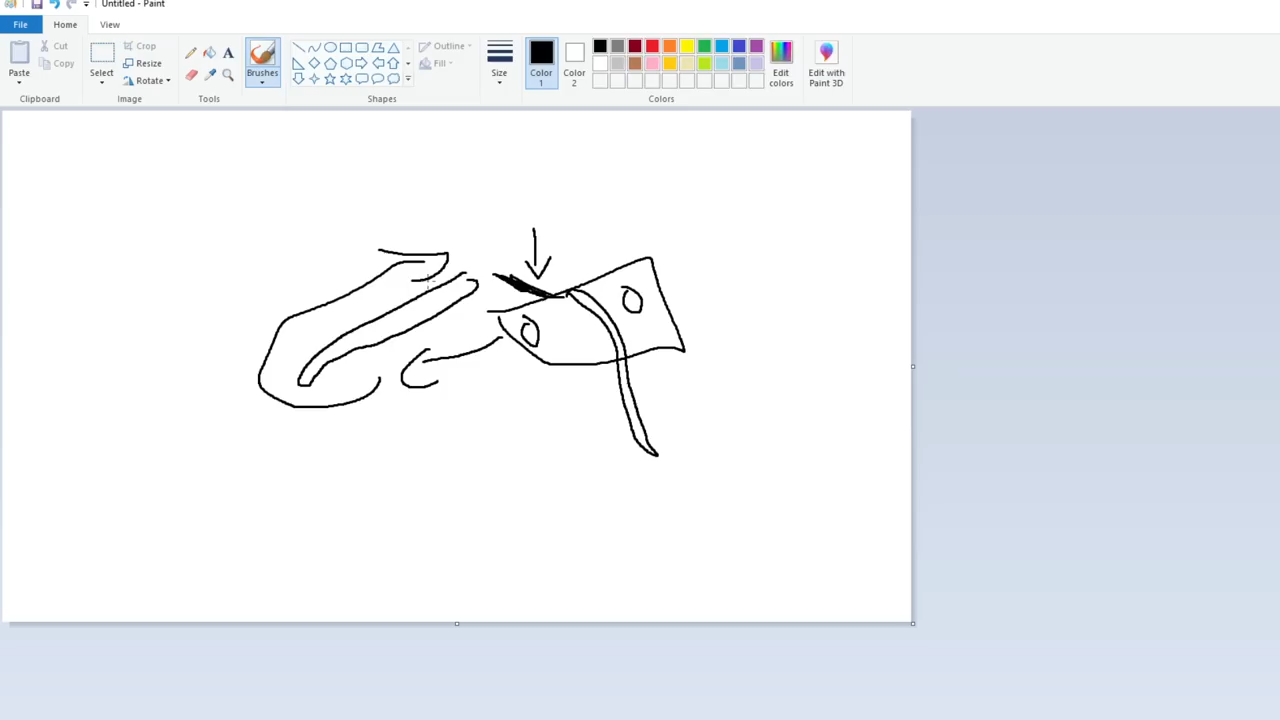 Untitled - Paint
File Home View
Paste
Cut
Copy
Clipboard
Select
Crop
Resize
Rotate
Image
Tools
Brushes
Shapes
Outline
Fill
Size
Color 1
Color 2
Colors
Edit colors
Edit with Paint 3D